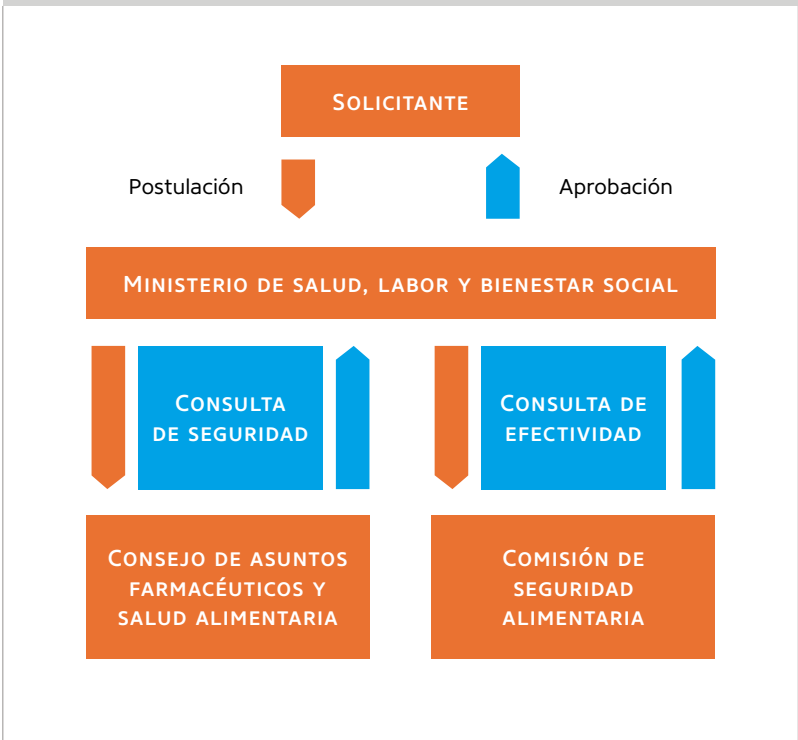 Solicitante
Postulación
Aprobación
Ministerio de salud, labor y bienestar social
Consulta
de seguridad
Consulta de
efectividad
Consejo de asuntos
farmacéuticos y
salud alimentaria
Comisión de
seguridad
alimentaria